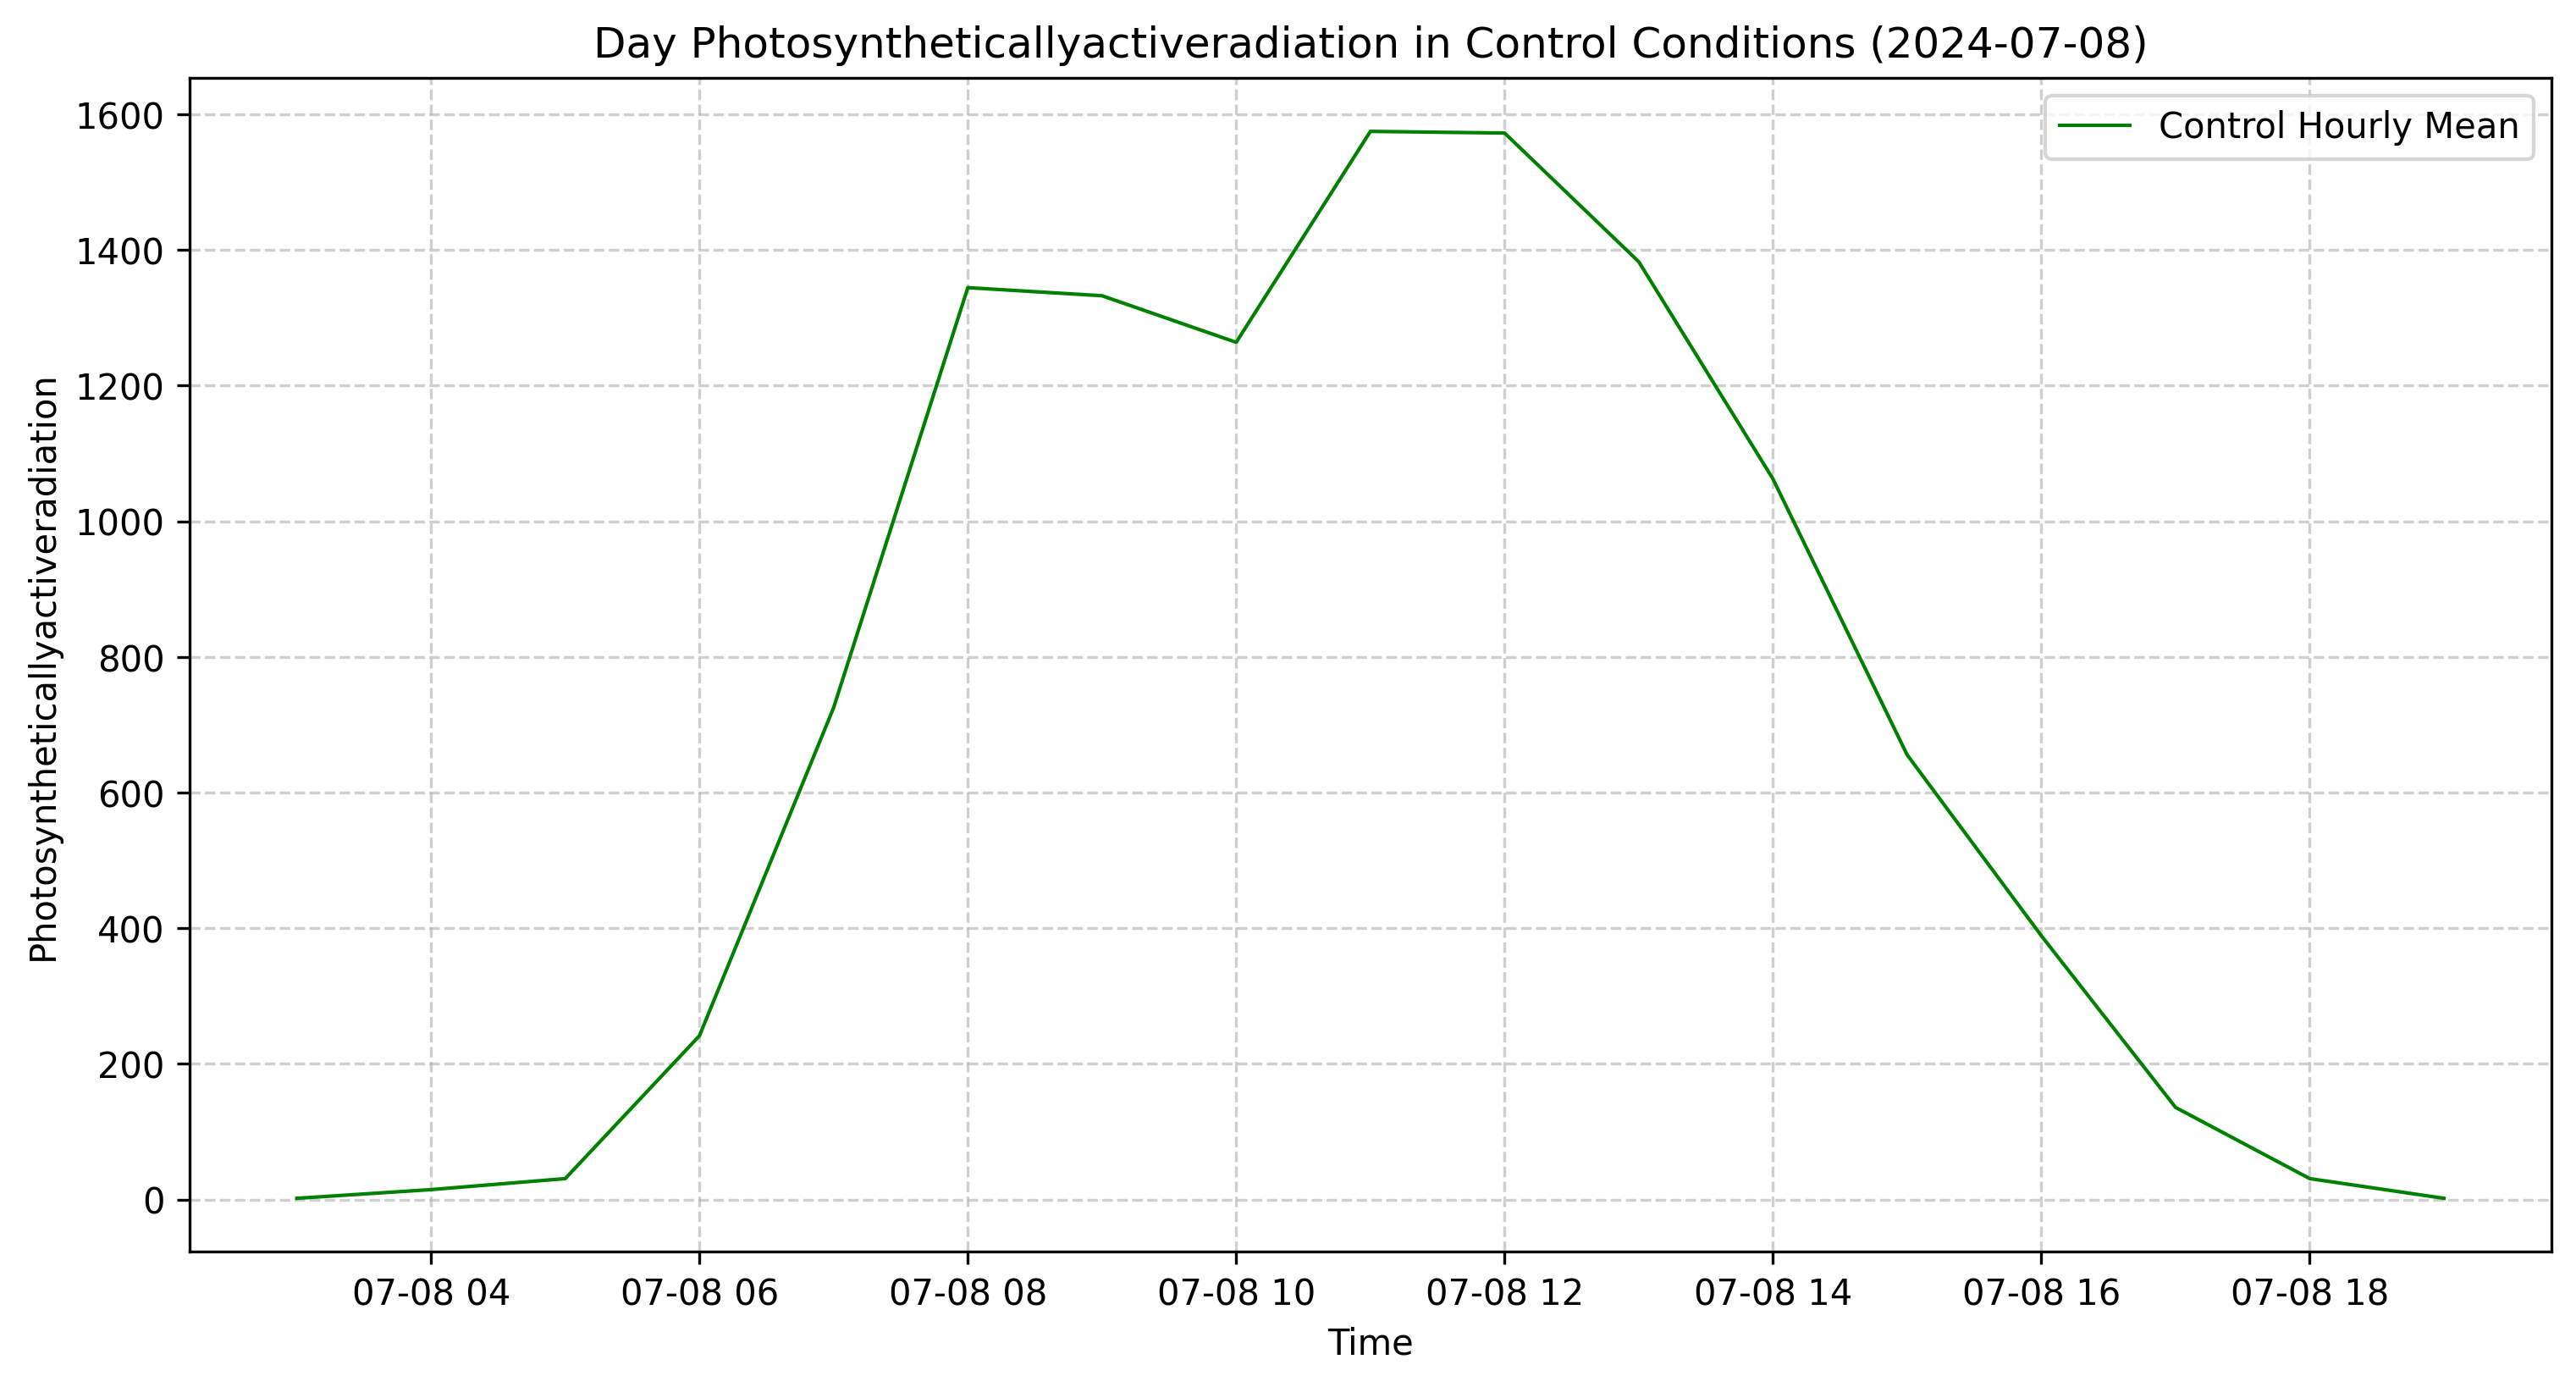 Day Photosyntheticallyactiveradiation in Control Conditions (2024-07-08)
Control Hourly Mean
Photosyntheticallyactiveradiation
1600
1400
1200
1000
800
600
400
200
0
07-08 04 07-08 06 07-08 08 07-08 10 07-08 12 07-08 14 07-08 16 07-08 18
Time